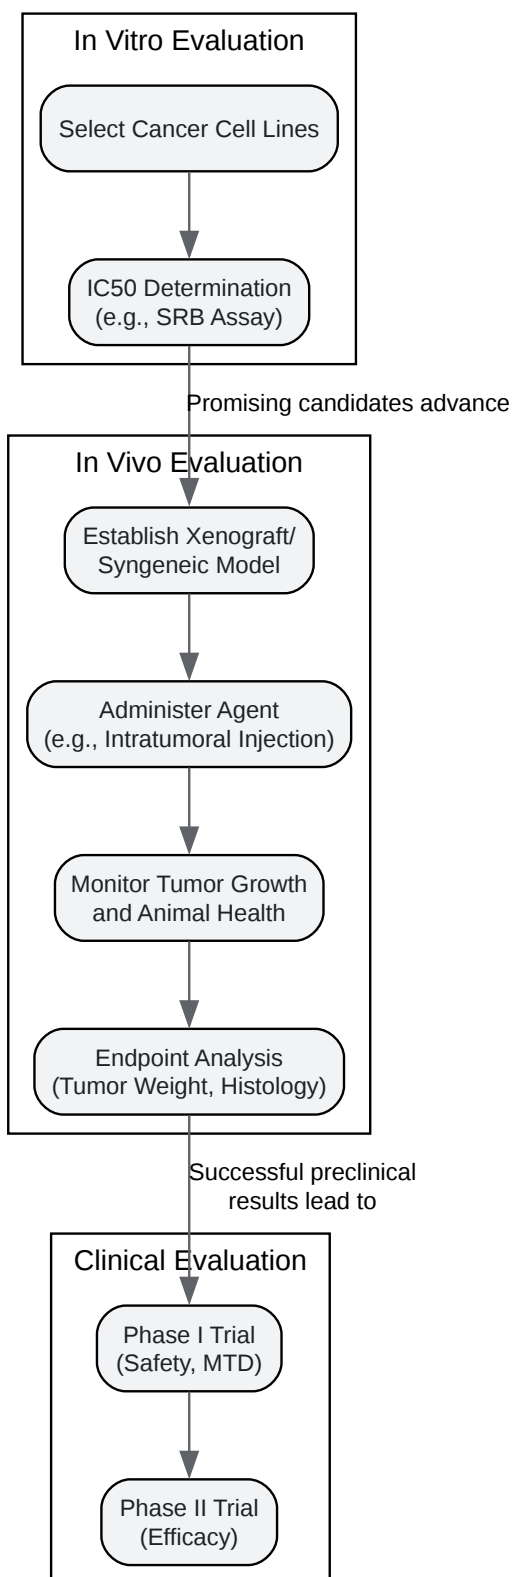 In Vitro Evaluation
Select Cancer Cell Lines
IC50 Determination
(e.g., SRB Assay)
Promising candidates advance
In Vivo Evaluation
Establish Xenograft/
Syngeneic Model
Administer Agent
(e.g., Intratumoral Injection)
Monitor Tumor Growth
and Animal Health
Endpoint Analysis
(Tumor Weight, Histology)
Successful preclinical
results lead to
Clinical Evaluation
Phase I Trial
(Safety, MTD)
Phase II Trial
(Efficacy)